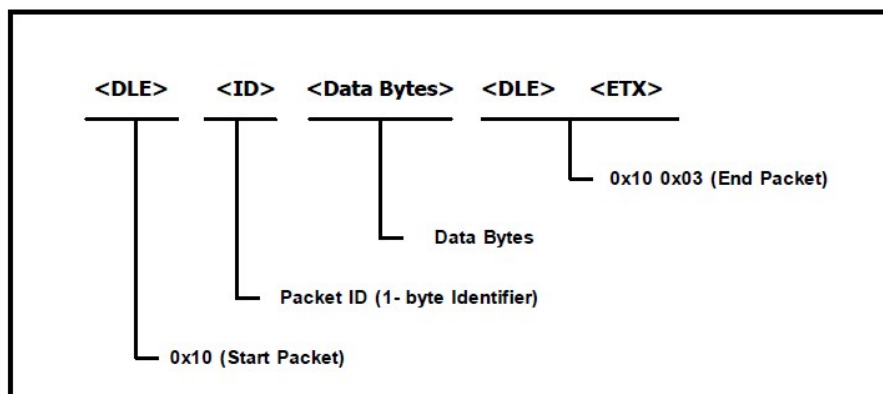 <DLE> <ID> <Data Bytes> <DLE> <ETX>
0x10 0x03 (End Packet)
Data Bytes
Packet ID (1- byte Identifier)
0x10 (Start Packet)